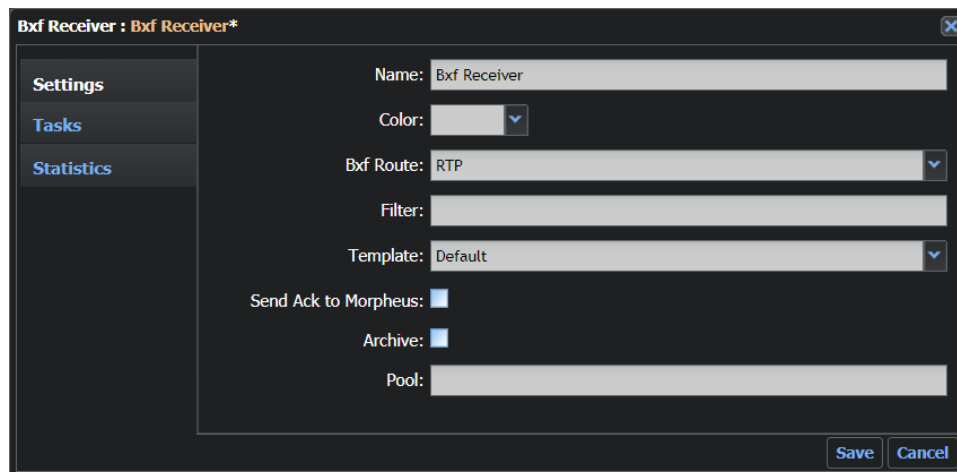 Bxf Receiver : Bxf Receiver*
Settings
Tasks
Statistics
Name: Bxf Receiver
Color:
Bxf Route: RTP
Filter:
Template: Default
Send Ack to Morpheus:
Archive:
Pool:
Save Cancel